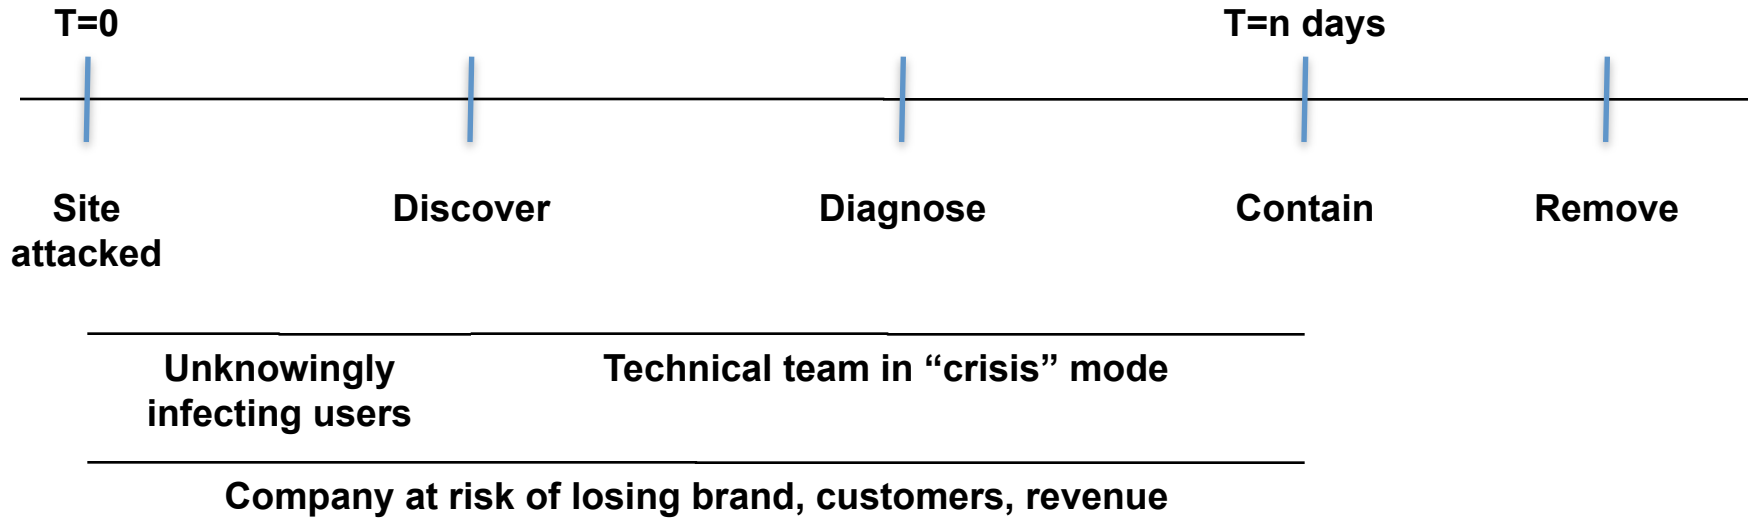 T=0
T=n days
Site
attacked
Discover
Diagnose
Contain
Remove
Unknowingly
infecting users
Technical team in “crisis” mode
Company at risk of losing brand, customers, revenue